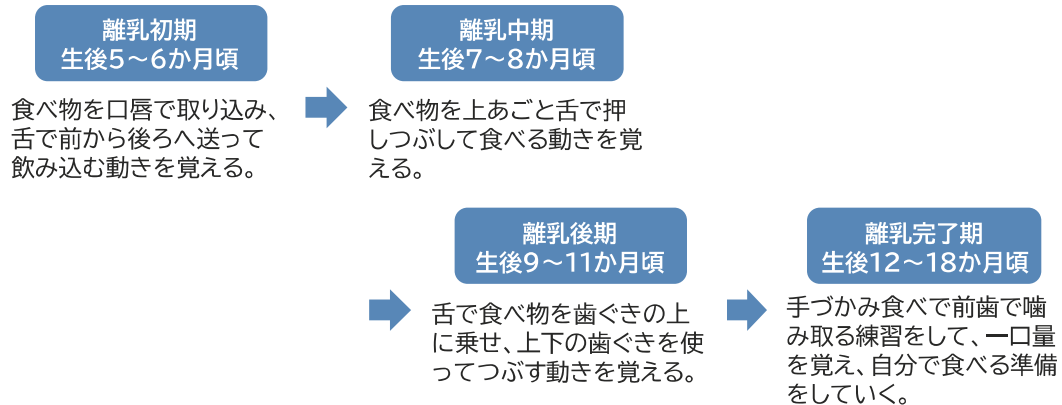 離乳初期
生後5～6か月頃
食べ物を口唇で取り込み、
舌で前から後ろへ送って
飲み込む動きを覚える。
離乳中期
生後7～8か月頃
食べ物を上あごと舌で押
しつぶして食べる動きを覚
える。
離乳後期
生後9～11か月頃
舌で食べ物を歯ぐきの上
に乗せ、上下の歯ぐきを使
ってつぶす動きを覚える。
離乳完了期
生後12～18か月頃
手づかみ食べで前歯で噛
み取る練習をして、一口量
を覚え、自分で食べる準備
をしていく。